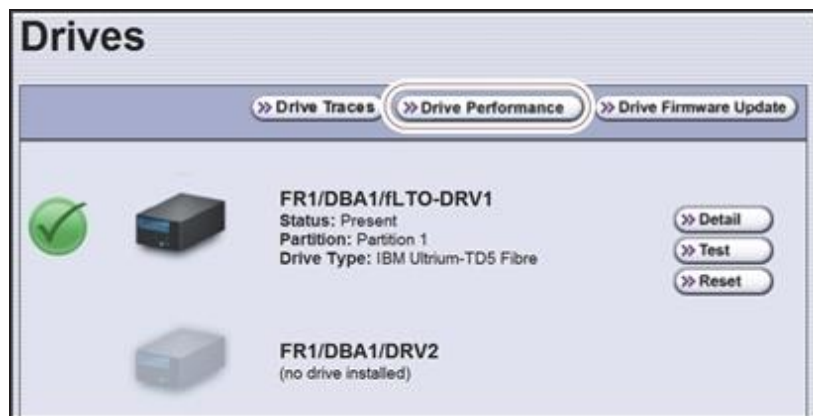 Drives
Drive Traces
Drive Performance
Drive Firmware Update
FR1/DBA1/fLTO-DRV1
Status: Present
Partition: Partition 1
Drive Type: IBM Ultrium-TD5 Fibre
Detail
Test
Reset
FR1/DBA1/DRV2
(no drive installed)